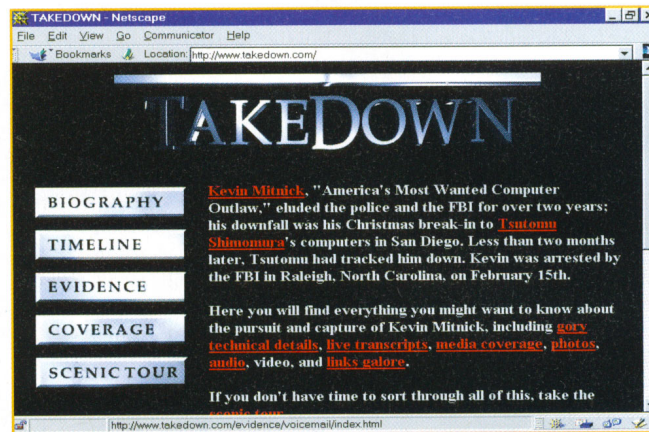 TAKEDOWN - Netscape
File Edit View Go Communicator Help
Bookmarks Location: http://www.takedown.com/
TAKEDOWN
BIOGRAPHY
TIMELINE
EVIDENCE
COVERAGE
SCENIC TOUR
Kevin Mitnick, "America's Most Wanted Computer
Outlaw," eluded the police and the FBI for over two years;
his downfall was his Christmas break-in to Tsutomu
Shimomura's computers in San Diego. Less than two months
later, Tsutomu had tracked him down. Kevin was arrested by
the FBI in Raleigh, North Carolina, on February 15th.
Here you will find everything you might want to know about
the pursuit and capture of Kevin Mitnick, including gory
technical details, live transcripts, media coverage, photos,
audio, video, and links galore.
If you don't have time to sort through all of this, take the
scenic tour
http://www.takedown.com/evidence/voicemail/index.html